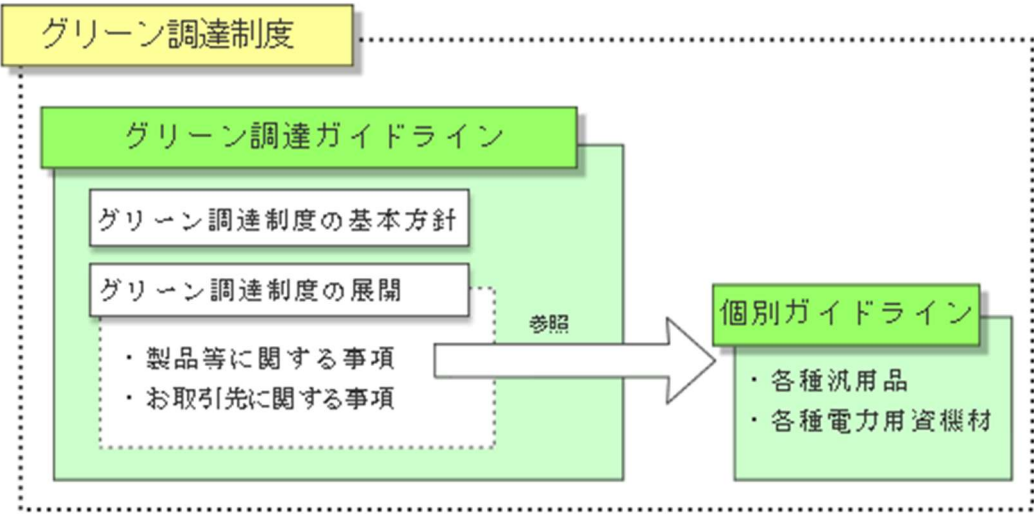 グリーン調達制度
グリーン調達ガイドライン
グリーン調達制度の基本方針
グリーン調達制度の展開
・製品等に関する事項
・お取引先に関する事項
参照
個別ガイドライン
・各種汎用品
・各種電力用資機材